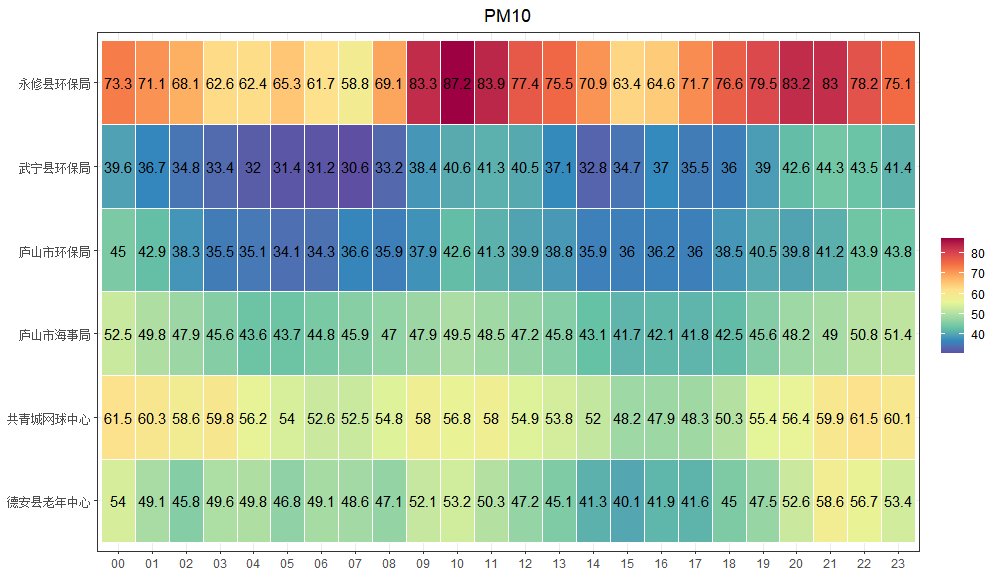 PM10
永修县环保局 73.3 71.1 68.1 62.6 62.4 65.3 61.7 58.8 69.1 83.3 87.2 83.9 77.4 75.5 70.9 63.4 64.6 71.7 76.6 79.5 83.2 83 78.2 75.1
武宁县环保局 39.6 36.7 34.8 33.4 32 31.4 31.2 30.6 33.2 38.4 40.6 41.3 40.5 37.1 32.8 34.7 37 35.5 36 39 42.6 44.3 43.5 41.4
庐山市环保局 45 42.9 38.3 35.5 35.1 34.1 34.3 36.6 35.9 37.9 42.6 41.3 39.9 38.8 35.9 36 36.2 36 38.5 40.5 39.8 41.2 43.9 43.8
庐山市海事局 52.5 49.8 47.9 45.6 43.6 43.7 44.8 45.9 47 47.9 49.5 48.5 47.2 45.8 43.1 41.7 42.1 41.8 42.5 45.6 48.2 49 50.8 51.4
共青城网球中心 61.5 60.3 58.6 59.8 56.2 54 52.6 52.5 54.8 58 56.8 58 54.9 53.8 52 48.2 47.9 48.3 50.3 55.4 56.4 59.9 61.5 60.1
德安县老年中心 54 49.1 45.8 49.6 49.8 46.8 49.1 48.6 47.1 52.1 53.2 50.3 47.2 45.1 41.3 40.1 41.9 41.6 45 47.5 52.6 58.6 56.7 53.4
00 01 02 03 04 05 06 07 08 09 10 11 12 13 14 15 16 17 18 19 20 21 22 23
80
70
60
50
40